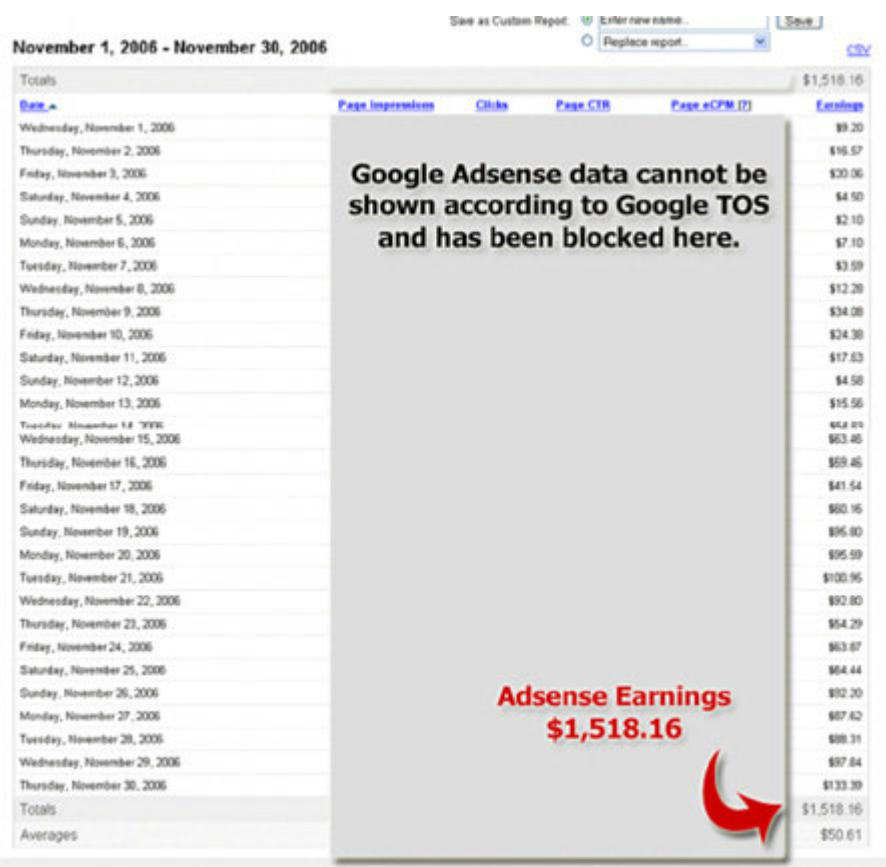 Save as Custom Report: Enter new name... Save
Replace report...
November 1, 2006 - November 30, 2006 CSV
Totals $1,518.16
Date Page Impressions Clicks Page CTR Page eCPM [?] Earnings
Wednesday, November 1, 2006 $9.20
Thursday, November 2, 2006 $16.57
Friday, November 3, 2006
Saturday, November 4, 2006 $4.50
Sunday, November 5, 2006 $2.10
Monday, November 6, 2006 $7.10
Tuesday, November 7, 2006 $3.59
Wednesday, November 8, 2006 $12.28
Thursday, November 9, 2006 $34.08
Friday, November 10, 2006 $24.38
Saturday, November 11, 2006 $17.63
Sunday, November 12, 2006 $4.58
Monday, November 13, 2006 $15.56
Tuesday, November 14, 2006
Wednesday, November 15, 2006 $63.46
Thursday, November 16, 2006
Friday, November 17, 2006 $41.54
Saturday, November 18, 2006 $60.16
Sunday, November 19, 2006
Monday, November 20, 2006 $95.59
Tuesday, November 21, 2006 $100.96
Wednesday, November 22, 2006 $92.80
Thursday, November 23, 2006
Friday, November 24, 2006 $63.87
Saturday, November 25, 2006
Sunday, November 26, 2006 $92.20
Monday, November 27, 2006 $87.62
Tuesday, November 28, 2006 $88.31
Wednesday, November 29, 2006 $97.84
Thursday, November 30, 2006 $133.39
Totals $1,518.16
Averages $50.61
Google Adsense data cannot be
shown according to Google TOS
and has been blocked here.
Adsense Earnings
$1,518.16